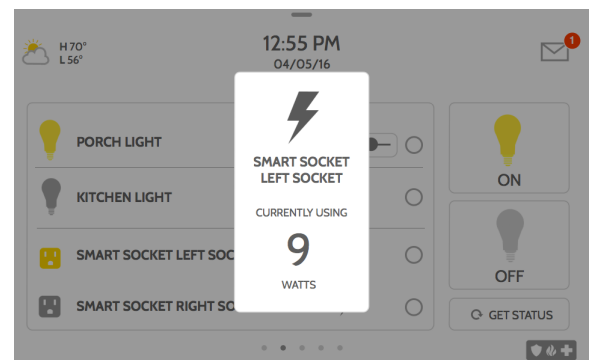 H 70°
L 56°
12:55 PM
04/05/16
1
PORCH LIGHT
KITCHEN LIGHT
SMART SOCKET LEFT SOC
SMART SOCKET RIGHT SO
SMART SOCKET
LEFT SOCKET
CURRENTLY USING
9
WATTS
ON
OFF
GET STATUS